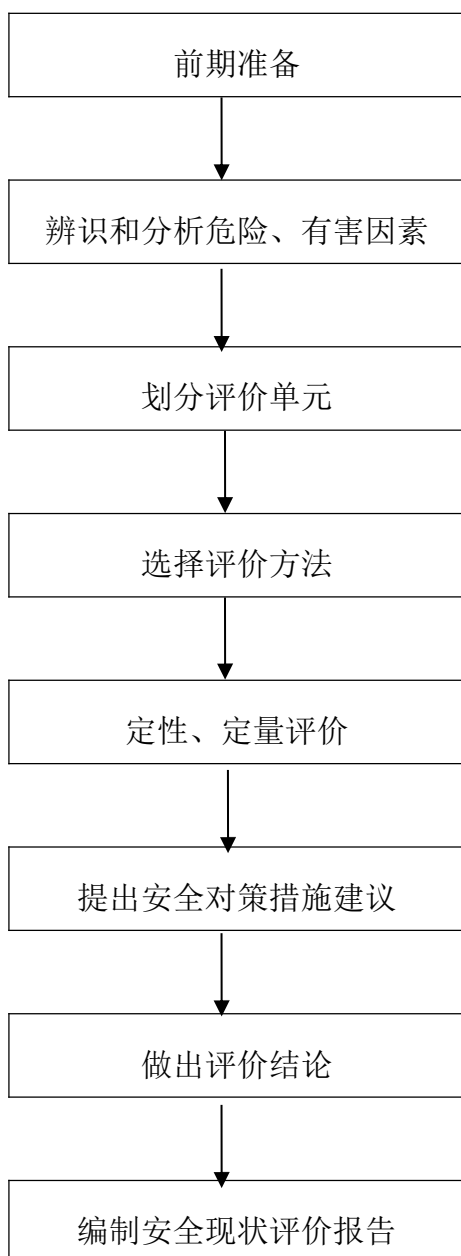 前期准备
辨识和分析危险、有害因素
划分评价单元
选择评价方法
定性、定量评价
提出安全对策措施建议
做出评价结论
编制安全现状评价报告